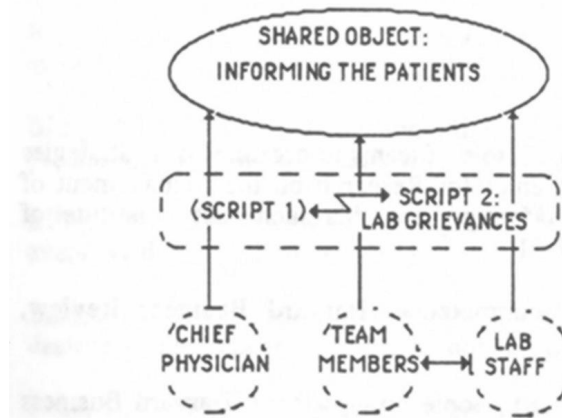 SHARED OBJECT:
INFORMING THE PATIENTS
(SCRIPT 1) SCRIPT 2:
LAB GRIEVANCES
CHIEF
PHYSICIAN
TEAM
MEMBERS
LAB
STAFF